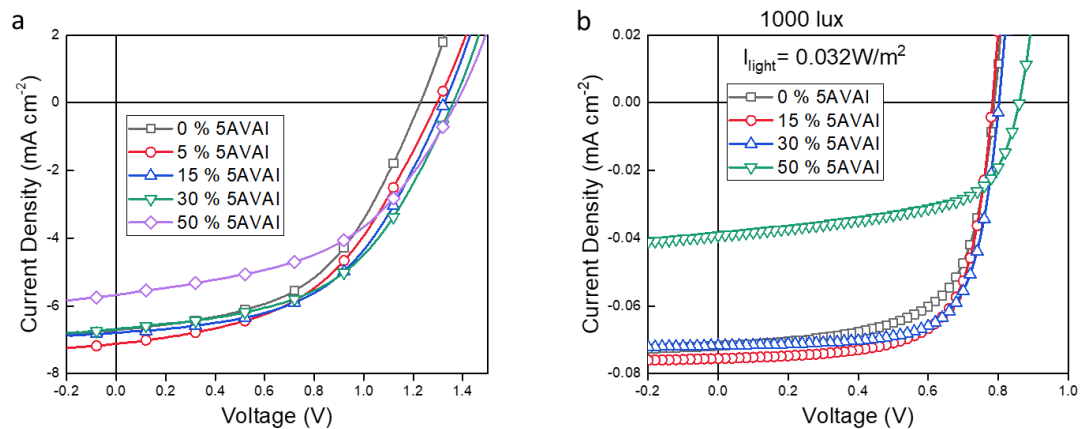 a
Current Density (mA cm-2)
2
0
-2
-4
-6
-8
0 % 5AVAI
5 % 5AVAI
15 % 5AVAI
30 % 5AVAI
50 % 5AVAI
-0.2 0.0 0.2 0.4 0.6 0.8 1.0 1.2 1.4
Voltage (V)
b
1000 lux
Current Density (mA cm-2)
0.02
0.00
-0.02
-0.04
-0.06
-0.08
Ilight= 0.032W/m2
0 % 5AVAI
15 % 5AVAI
30 % 5AVAI
50 % 5AVAI
-0.2 0.0 0.2 0.4 0.6 0.8 1.0
Voltage (V)